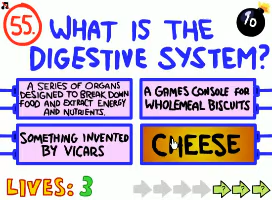 55.
WHAT IS THE
DIGESTIVE SYSTEM?
10
A SERIES OF ORGANS
DESIGNED TO BREAK DOWN
FOOD AND EXTRACT ENERGY
AND NUTRIENTS.
A GAMES CONSOLE FOR
WHOLEMEAL BISCUITS
SOMETHING INVENTED
BY VICARS
CHEESE
LIVES: 3